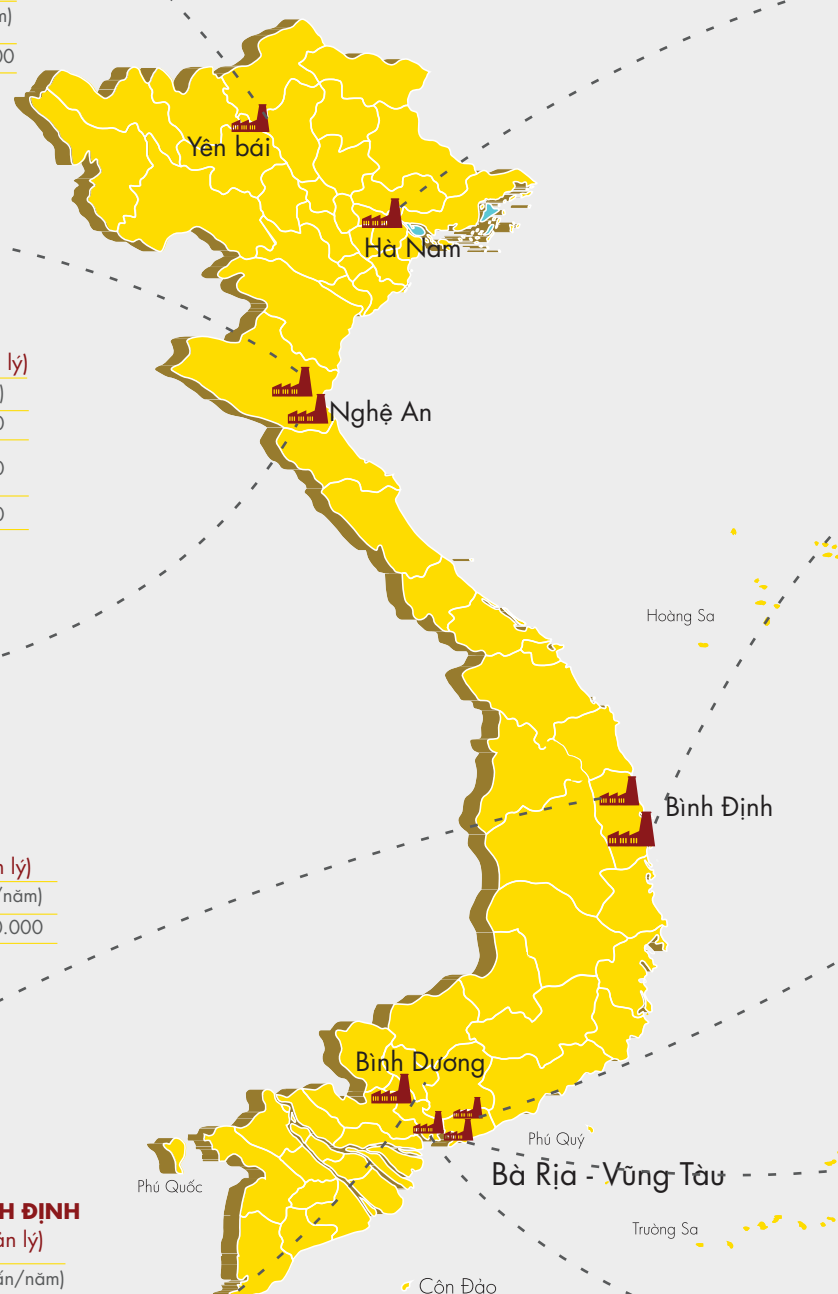 m)
00
Yên bái
Hà Nam
lý)
)
0
Nghệ An
0
0
Hoàng Sa
Bình Định
n lý)
/năm)
0.000
Bình Dương
Phú Quý
Bà Rịa - Vũng Tàu
Phú Quốc
H ĐỊNH
Trường Sa
ản lý)
ấn/năm)
Côn Đảo